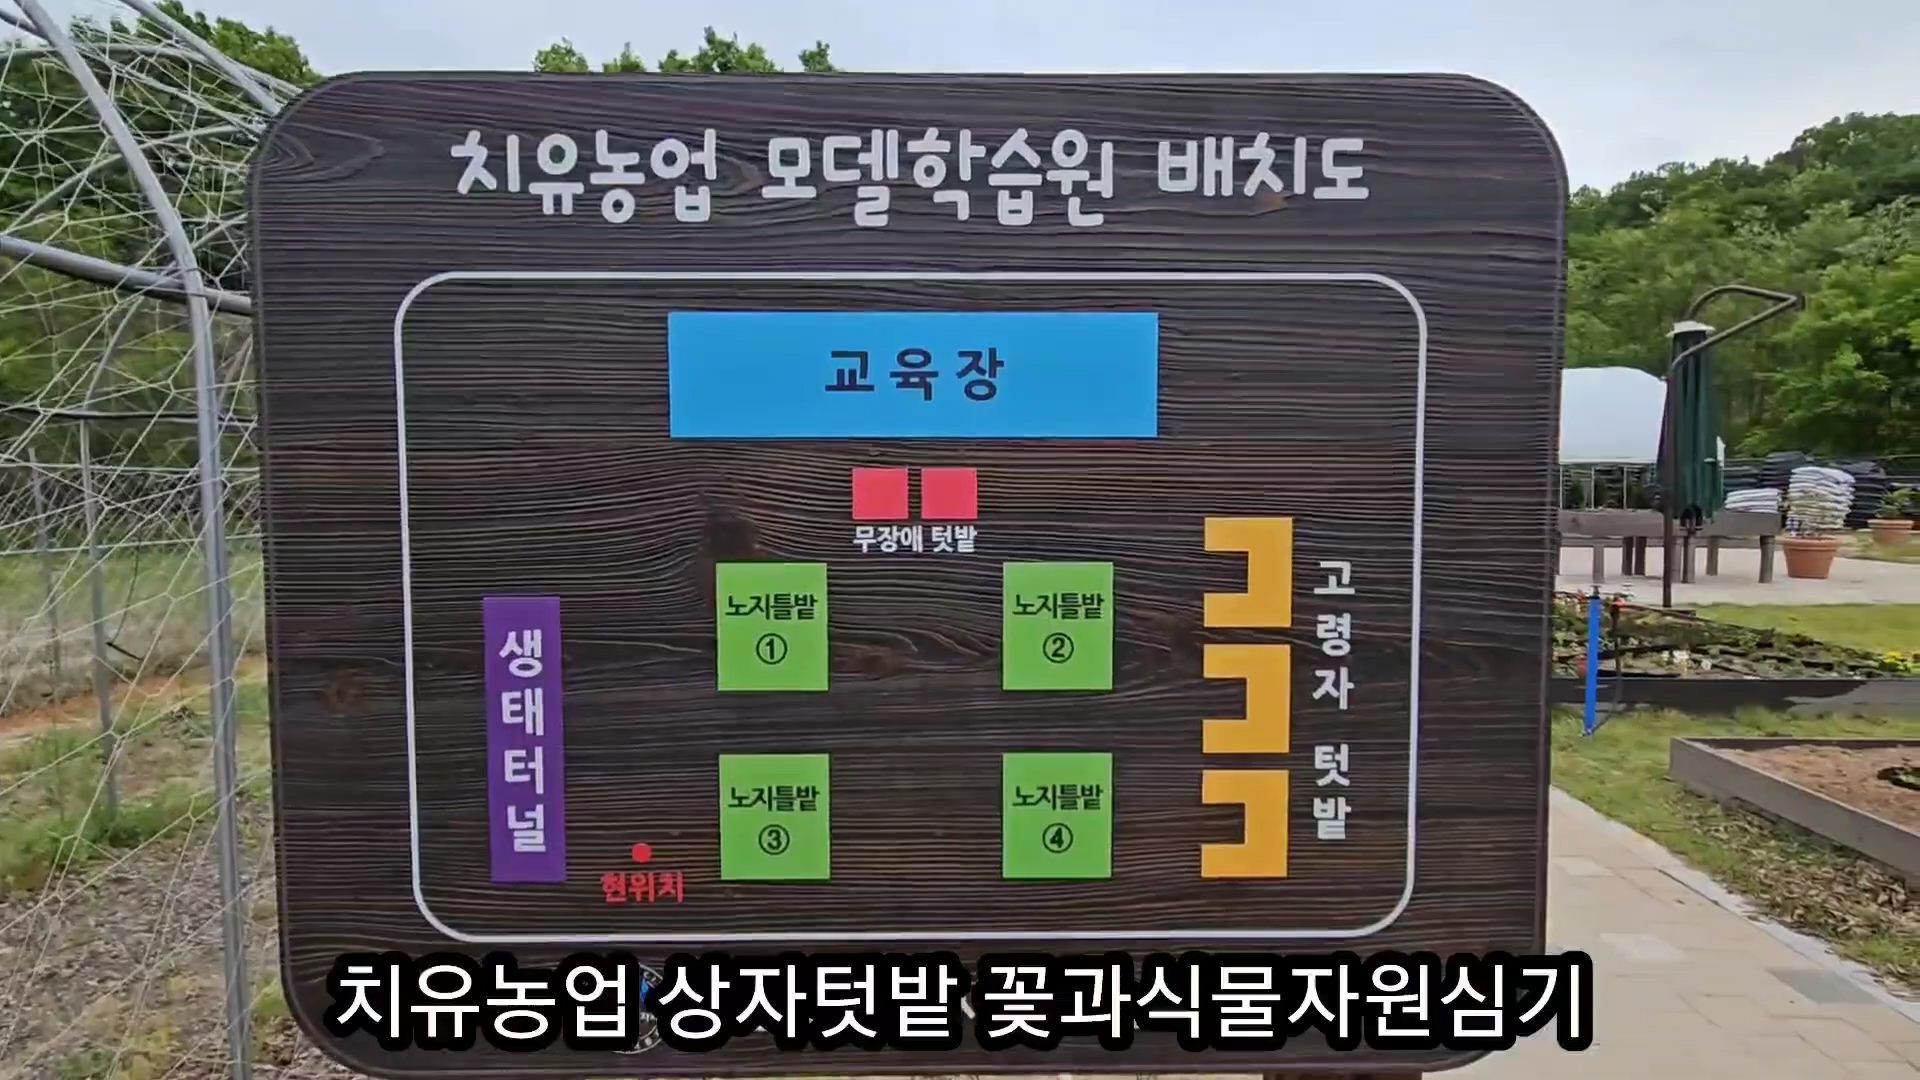 치유농업 모델학습원 배치도
교육장
무장애 텃밭
노지틀밭
①
노지틀밭
②
고령자 텃밭
생태터널
노지틀밭
③
노지틀밭
④
현위치
치유농업 상자텃밭 꽃과식물자원심기